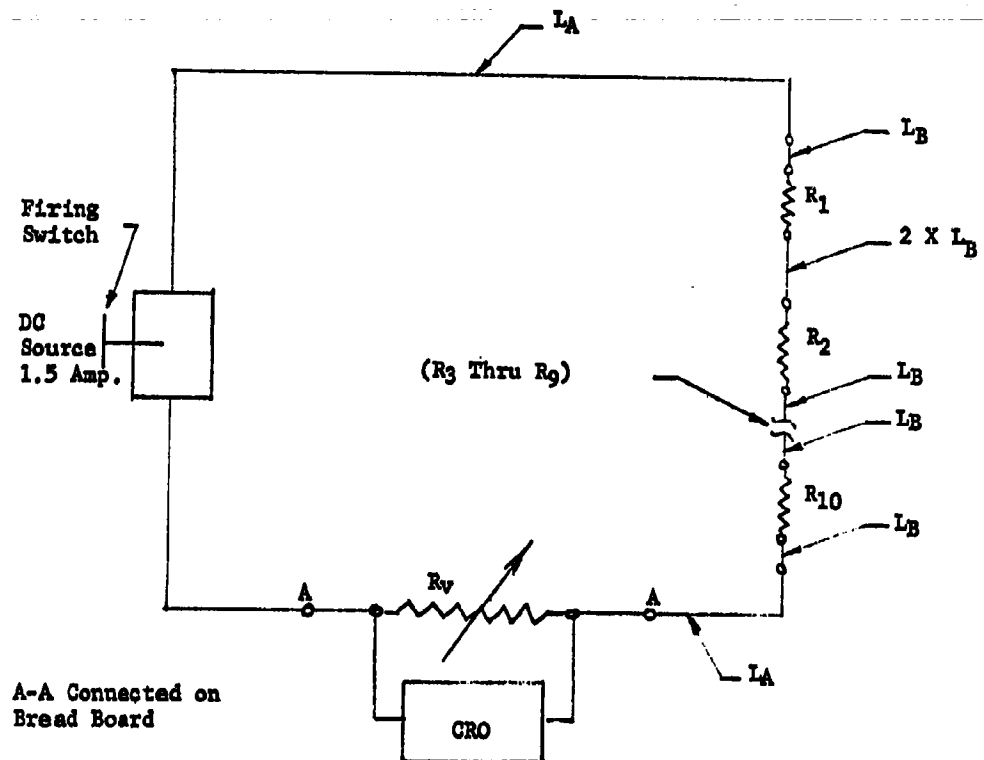 LA
LB
R1
Firing
Switch
2 X LB
DC
Source
1.5 Amp.
R2
(R3 Thru R9)
LB
LB
R10
LB
A
RV
A
LA
A-A Connected on
Bread Board
CRO